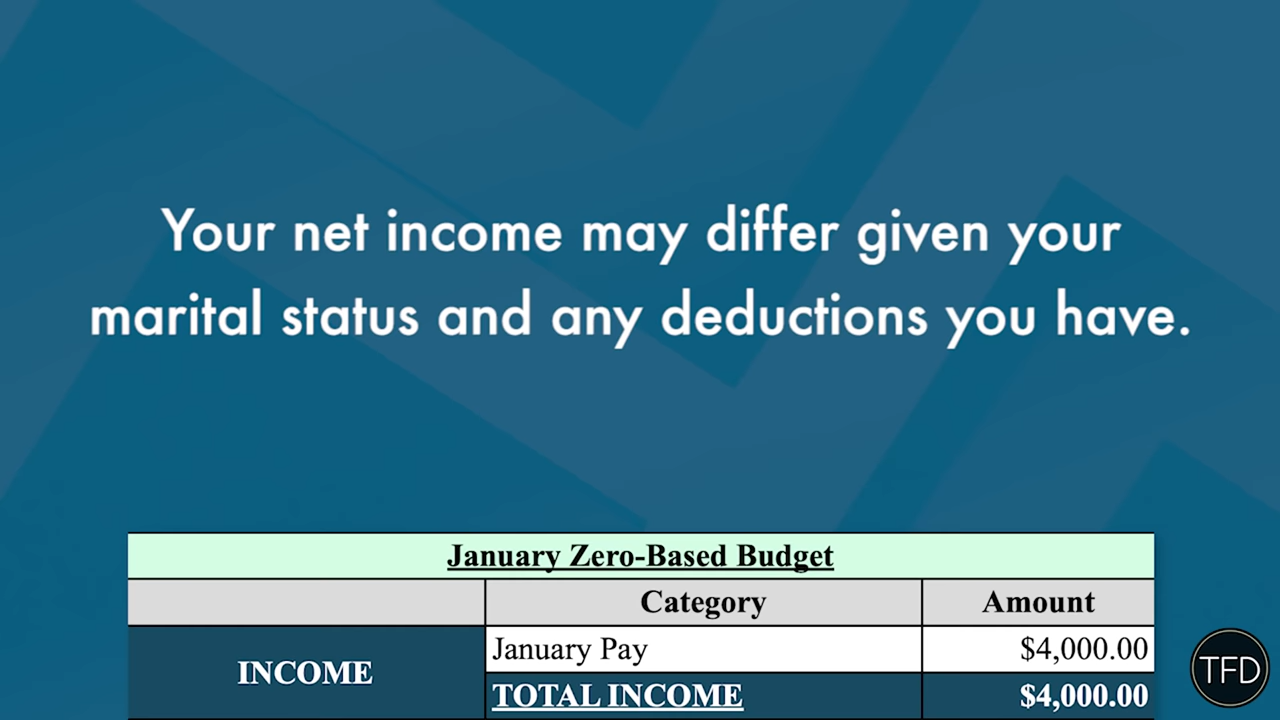 Your net income may differ given your
marital status and any deductions you have.
January Zero-Based Budget
Category Amount
January Pay $4,000.00
INCOME
TOTAL INCOME $4,000.00
TFD